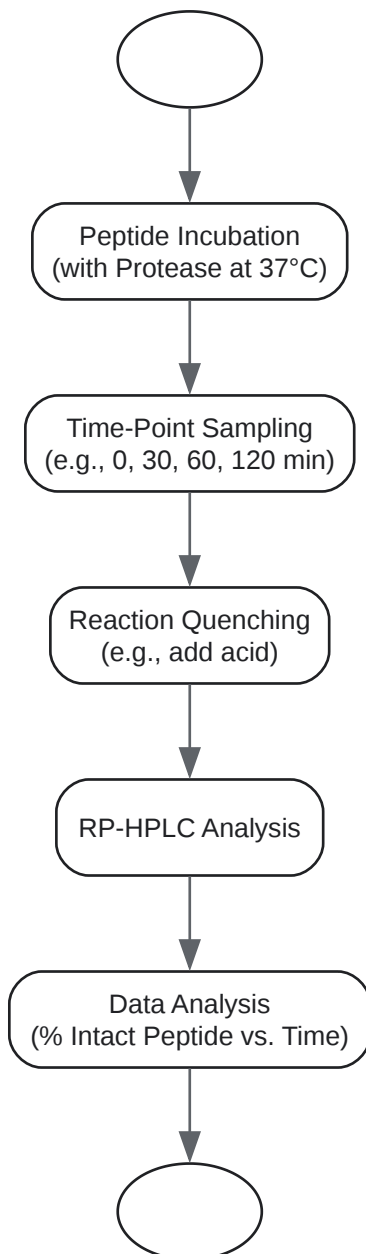 Peptide Incubation
(with Protease at 37°C)
Time-Point Sampling
(e.g., 0, 30, 60, 120 min)
Reaction Quenching
(e.g., add acid)
RP-HPLC Analysis
Data Analysis
(% Intact Peptide vs. Time)